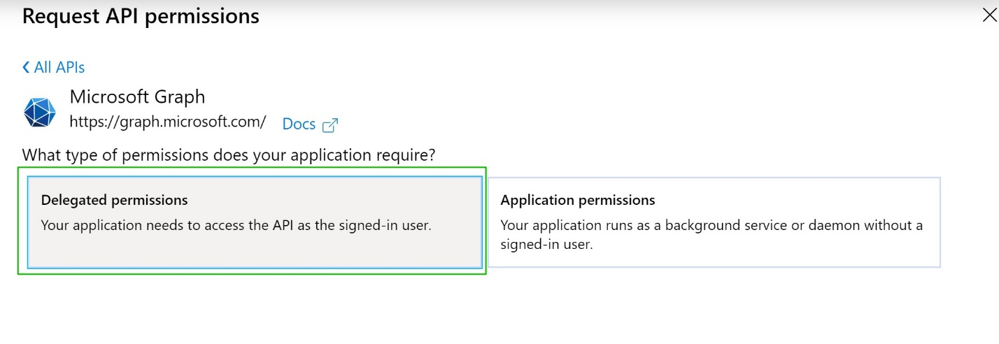 Request API permissions
All APIs
Microsoft Graph
https://graph.microsoft.com/ Docs
What type of permissions does your application require?
Delegated permissions
Your application needs to access the API as the signed-in user.
Application permissions
Your application runs as a background service or daemon without a
signed-in user.